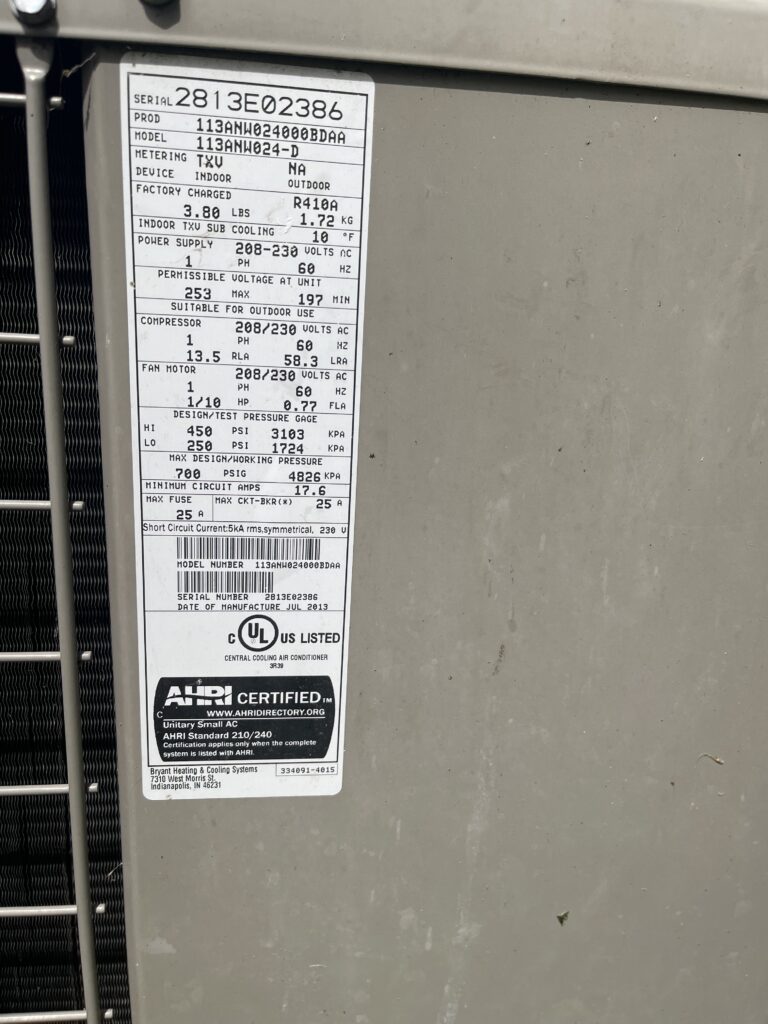 SERIAL 2813E02386
PROD 113ANW024000BDAA
MODEL 113ANW024-D
METERING TXV NA
DEVICE INDOOR OUTDOOR
FACTORY CHARGED R410A
3.80 LBS 1.72 KG
INDOOR TXV SUB COOLING 10 °F
POWER SUPPLY 208-230 VOLTS AC
1 PH 60 HZ
PERMISSIBLE VOLTAGE AT UNIT
253 MAX 197 MIN
SUITABLE FOR OUTDOOR USE
COMPRESSOR 208/230 VOLTS AC
1 PH 60 HZ
13.5 RLA 58.3 LRA
FAN MOTOR 208/230 VOLTS AC
1 PH 60 HZ
1/10 HP 0.77 FLA
DESIGN/TEST PRESSURE GAGE
HI 450 PSI 3103 KPA
LO 250 PSI 1724 KPA
MAX DESIGN/WORKING PRESSURE
700 PSIG 4826 KPA
MINIMUM CIRCUIT AMPS 17.6
MAX FUSE MAX CKT-BKR(*) 25 A
25 A
Short Circuit Current:5kA rms.symmetrical, 230 V
MODEL NUMBER 113ANW024000BDAA
SERIAL NUMBER 2813E02386
DATE OF MANUFACTURE JUL 2013
C UL US LISTED
CENTRAL COOLING AIR CONDITIONER
3R39
AHRI CERTIFIED TM
C WWW.AHRIDIRECTORY.ORG
Unitary Small AC
AHRI Standard 210/240
Certification applies only when the complete
system is listed with AHRI.
Bryant Heating & Cooling Systems 334091-4015
7310 West Morris St.
Indianapolis, IN 46231